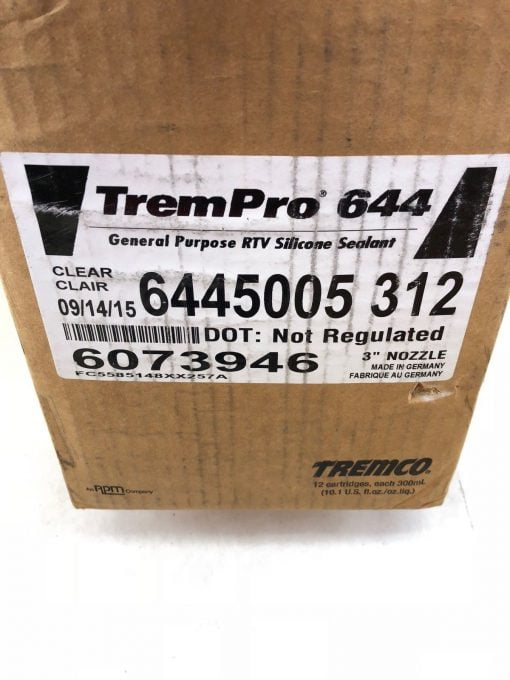 TremPro® 644
General Purpose RTV Silicone Sealant
CLEAR
CLAIR
09/14/15 6445005 312
DOT: Not Regulated
6073946
3" NOZZLE
FC5585148XX257A
MADE IN GERMANY
FABRIQUE AU GERMANY
TREMCO®
12 cartridges, each 300mL
(10.1 U.S. fl.oz./oz.liq.)
An RPM Company